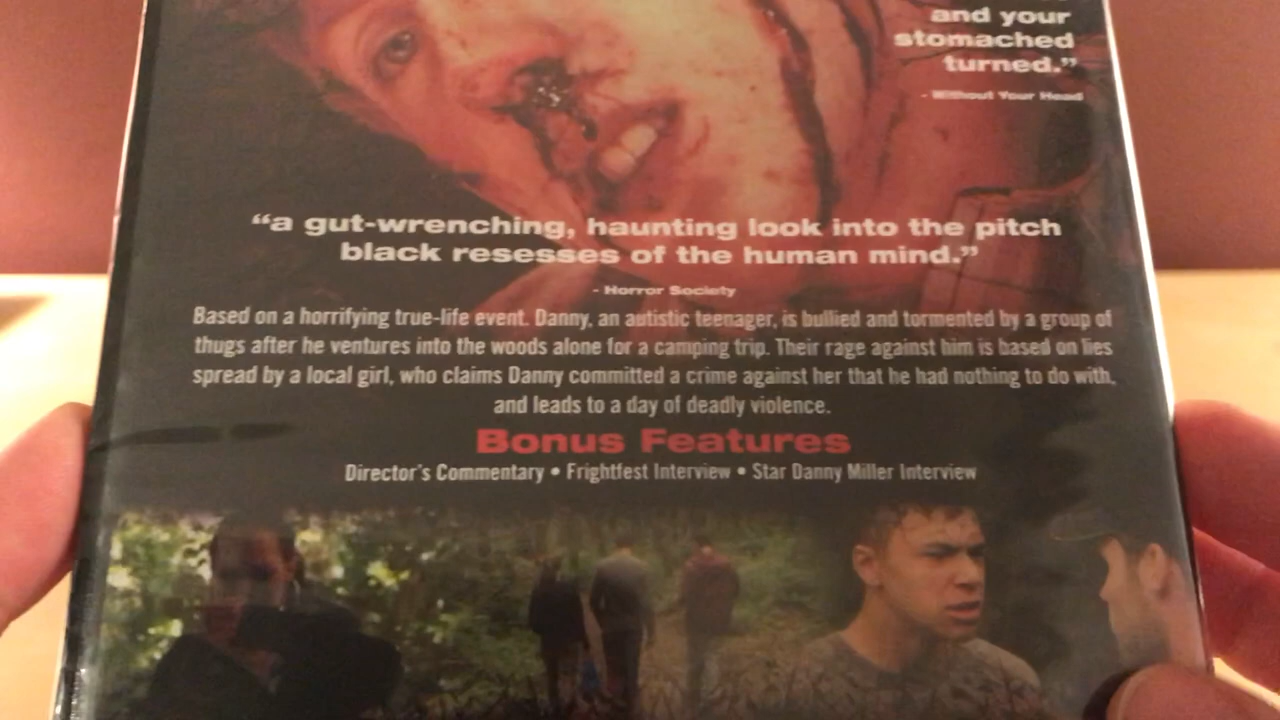 and your
stomached
turned.”
- Without Your Head
“a gut-wrenching, haunting look into the pitch
black resesses of the human mind.”
- Horror Society
Based on a horrifying true-life event. Danny, an autistic teenager, is bullied and tormented by a group of
thugs after he ventures into the woods alone for a camping trip. Their rage against him is based on lies
spread by a local girl, who claims Danny committed a crime against her that he had nothing to do with,
and leads to a day of deadly violence.
Bonus Features
Director's Commentary • Frightfest Interview • Star Danny Miller Interview